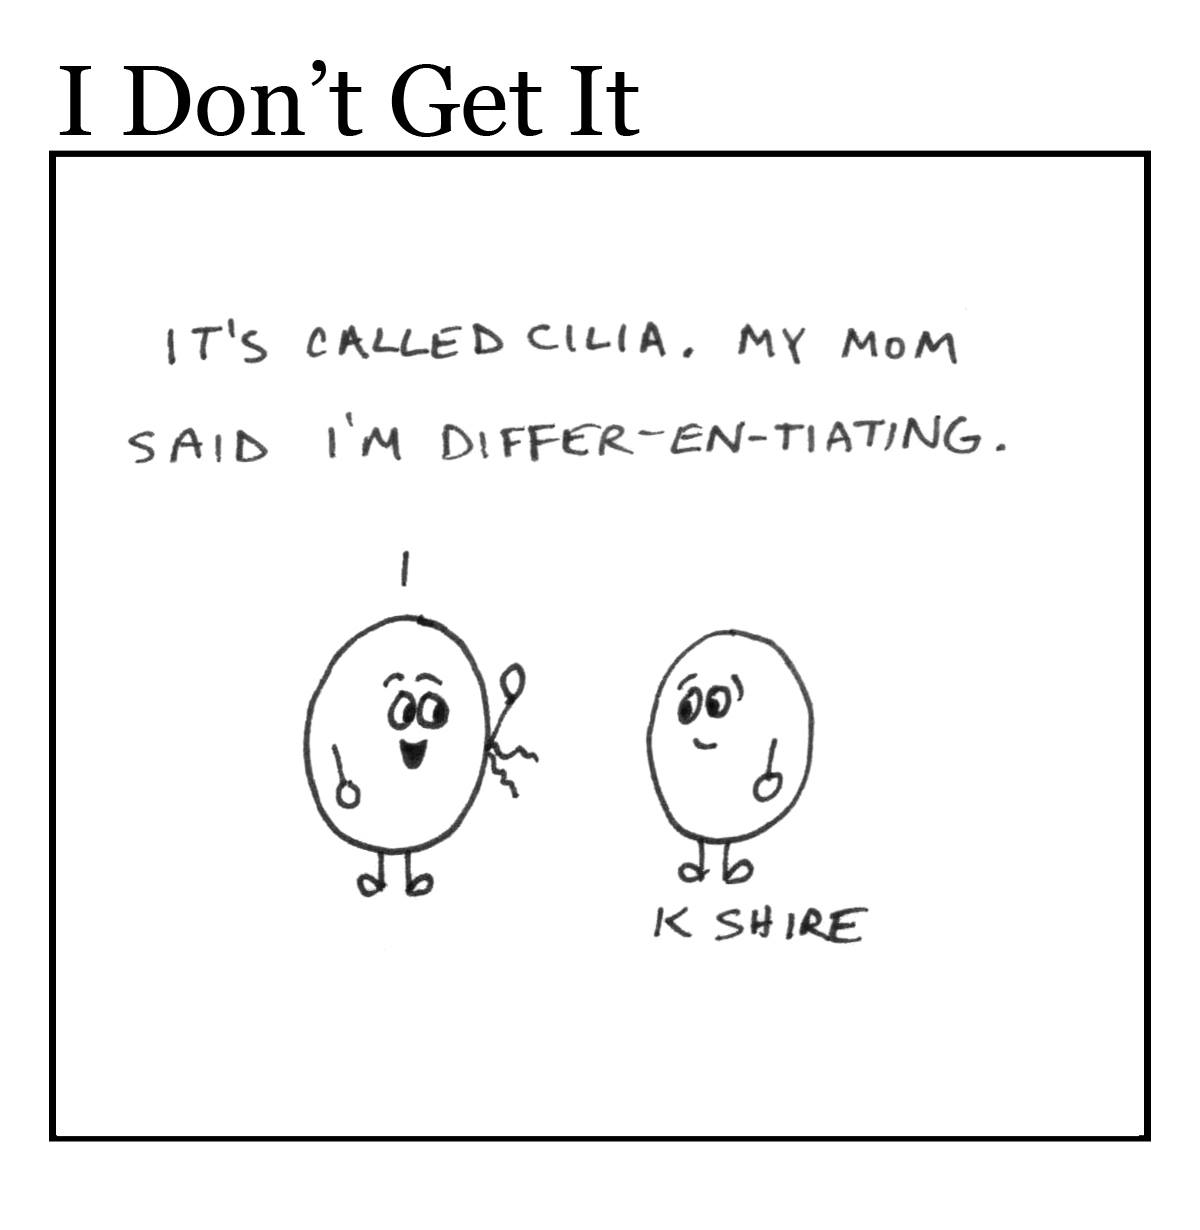 I Don’t Get It
IT'S CALLED CILIA. MY MOM
SAID I'M DIFFER-EN-TIATING.
K SHIRE